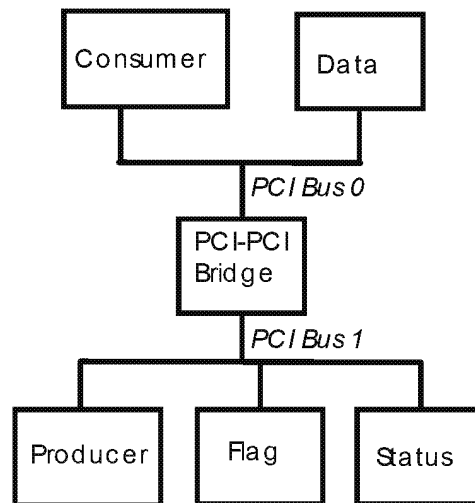 Consumer
Data
PCI Bus 0
PCI-PCI
Bridge
PCI Bus 1
Producer
Flag
Status